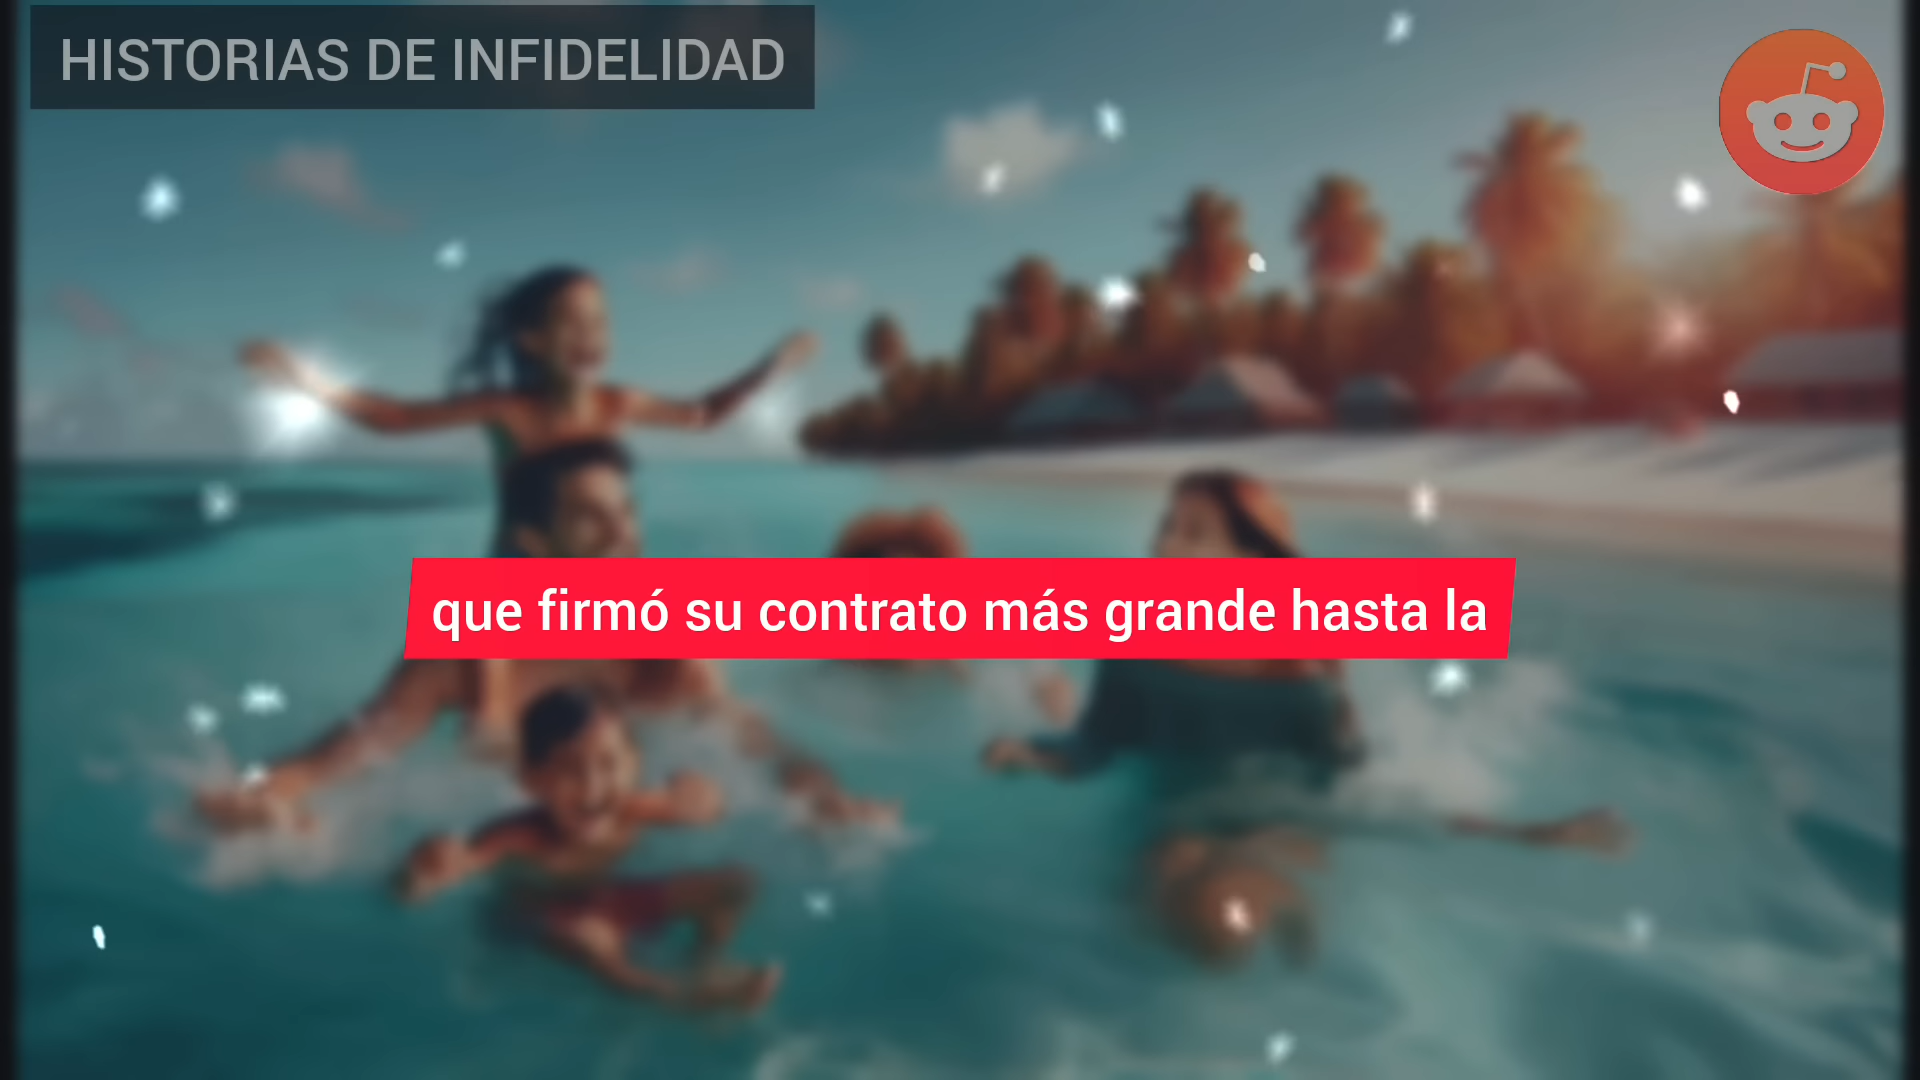 HISTORIAS DE INFIDELIDAD
que firmó su contrato más grande hasta la